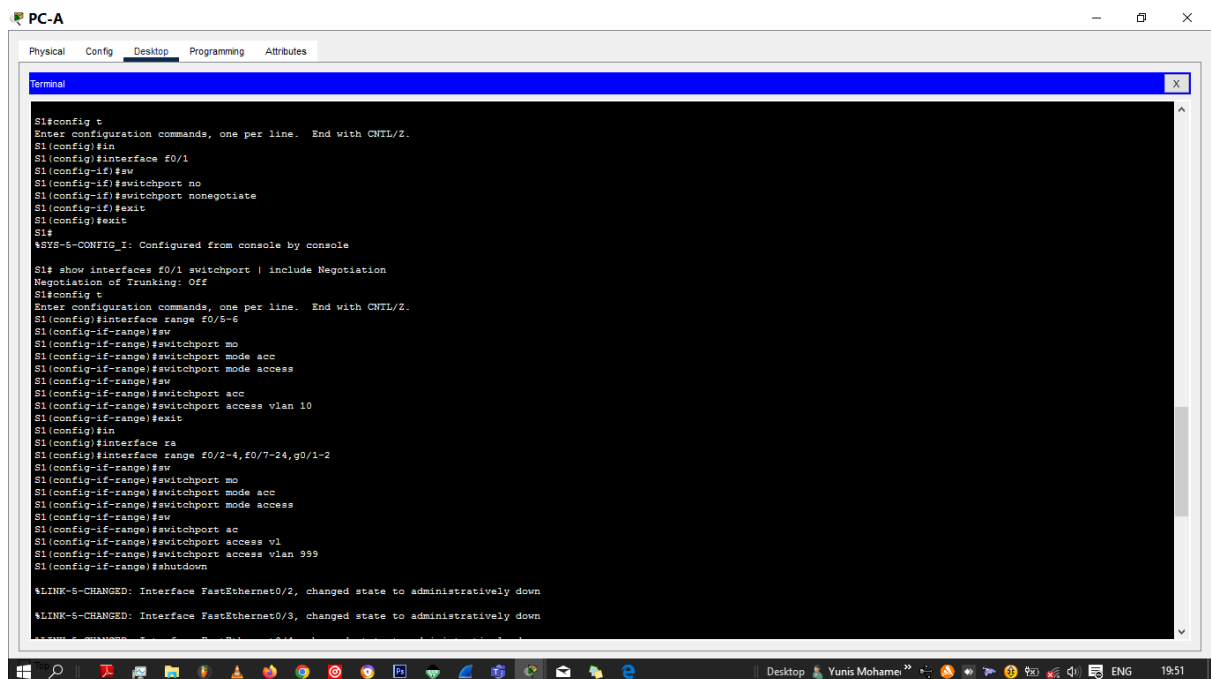 PC-A
Physical Config Desktop Programming Attributes
Terminal
X
S1#config t
Enter configuration commands, one per line. End with CNTL/Z.
S1(config)#in
S1(config)#interface f0/1
S1(config-if)#sw
S1(config-if)#switchport no
S1(config-if)#switchport nonegotiate
S1(config-if)#exit
S1(config)#exit
S1#
%SYS-5-CONFIG_I: Configured from console by console
S1# show interfaces f0/1 switchport | include Negotiation
Negotiation of Trunking: Off
S1#config t
Enter configuration commands, one per line. End with CNTL/Z.
S1(config)#interface range f0/5-6
S1(config-if-range)#sw
S1(config-if-range)#switchport mo
S1(config-if-range)#switchport mode acc
S1(config-if-range)#switchport mode access
S1(config-if-range)#sw
S1(config-if-range)#switchport acc
S1(config-if-range)#switchport access vlan 10
S1(config-if-range)#exit
S1(config)#in
S1(config)#interface ra
S1(config)#interface range f0/2-4,f0/7-24,g0/1-2
S1(config-if-range)#sw
S1(config-if-range)#switchport mo
S1(config-if-range)#switchport mode acc
S1(config-if-range)#switchport mode access
S1(config-if-range)#sw
S1(config-if-range)#switchport ac
S1(config-if-range)#switchport access vl
S1(config-if-range)#switchport access vlan 999
S1(config-if-range)#shutdown
%LINK-5-CHANGED: Interface FastEthernet0/2, changed state to administratively down
%LINK-5-CHANGED: Interface FastEthernet0/3, changed state to administratively down
Top
Ps
Desktop Yunis Mohamed ENG 19:51